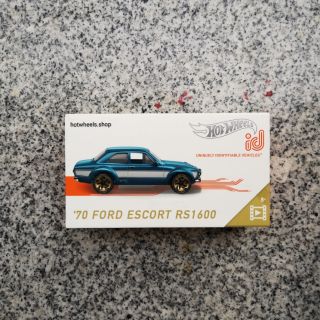 hotwheels.shop
HOT WHEELS
id
UNIQUELY IDENTIFIABLE VEHICLES
'70 FORD ESCORT RS1600